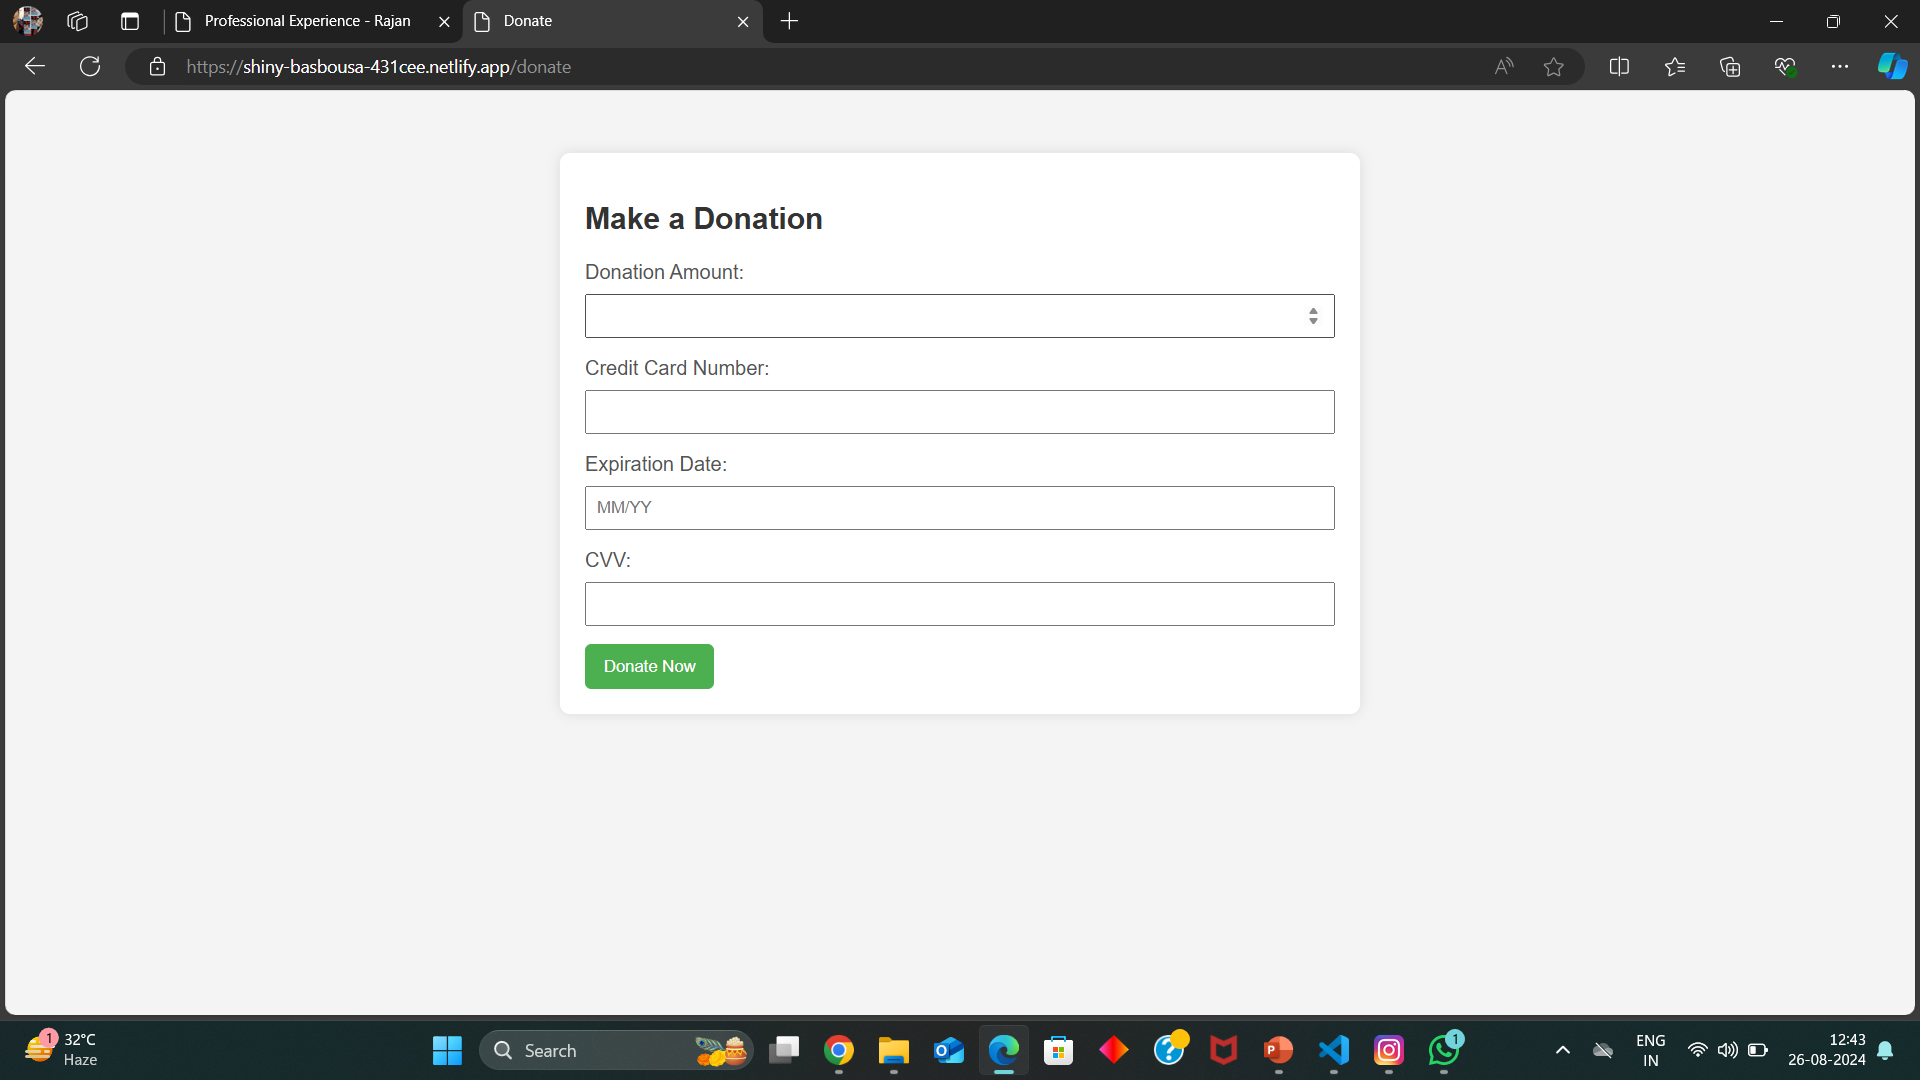 Professional Experience - Rajan
Donate
https://shiny-basbousa-431cee.netlify.app/donate
Make a Donation
Donation Amount:
Credit Card Number:
Expiration Date:
MM/YY
CVV:
Donate Now
1
32°C
Haze
Search
1
ENG
IN
12:43
26-08-2024